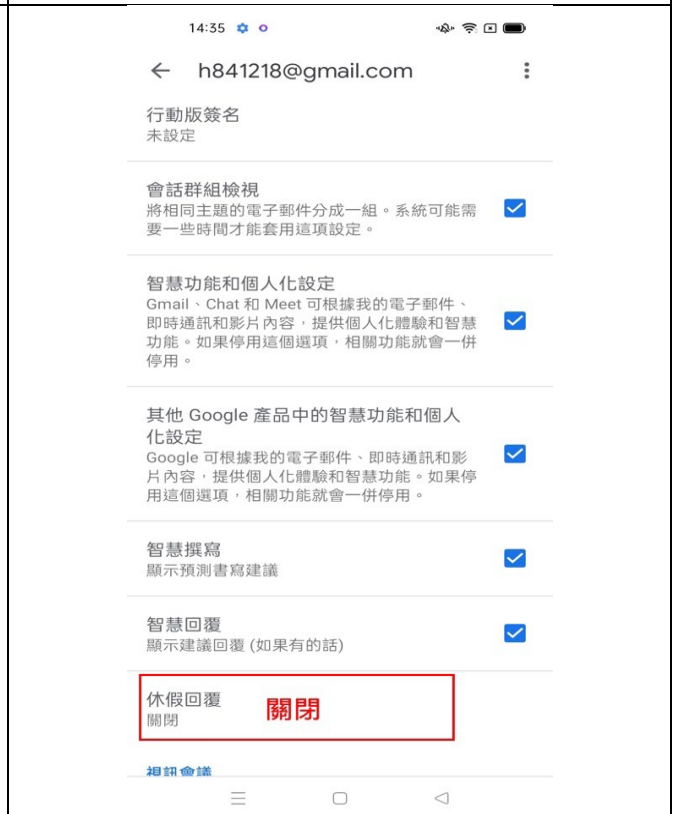 14:35
h841218@gmail.com
行動版簽名
未設定
會話群組檢視
將相同主題的電子郵件分成一組。系統可能需
要一些時間才能套用這項設定。
智慧功能和個人化設定
Gmail、Chat 和 Meet 可根據我的電子郵件、
即時通訊和影片內容，提供個人化體驗和智慧
功能。如果停用這個選項，相關功能就會一併
停用。
其他 Google 產品中的智慧功能和個人
化設定
Google 可根據我的電子郵件、即時通訊和影
片內容，提供個人化體驗和智慧功能。如果停
用這個選項，相關功能就會一併停用。
智慧撰寫
顯示預測書寫建議
智慧回覆
顯示建議回覆 (如果有的話)
休假回覆
關閉
關閉
視訊會議